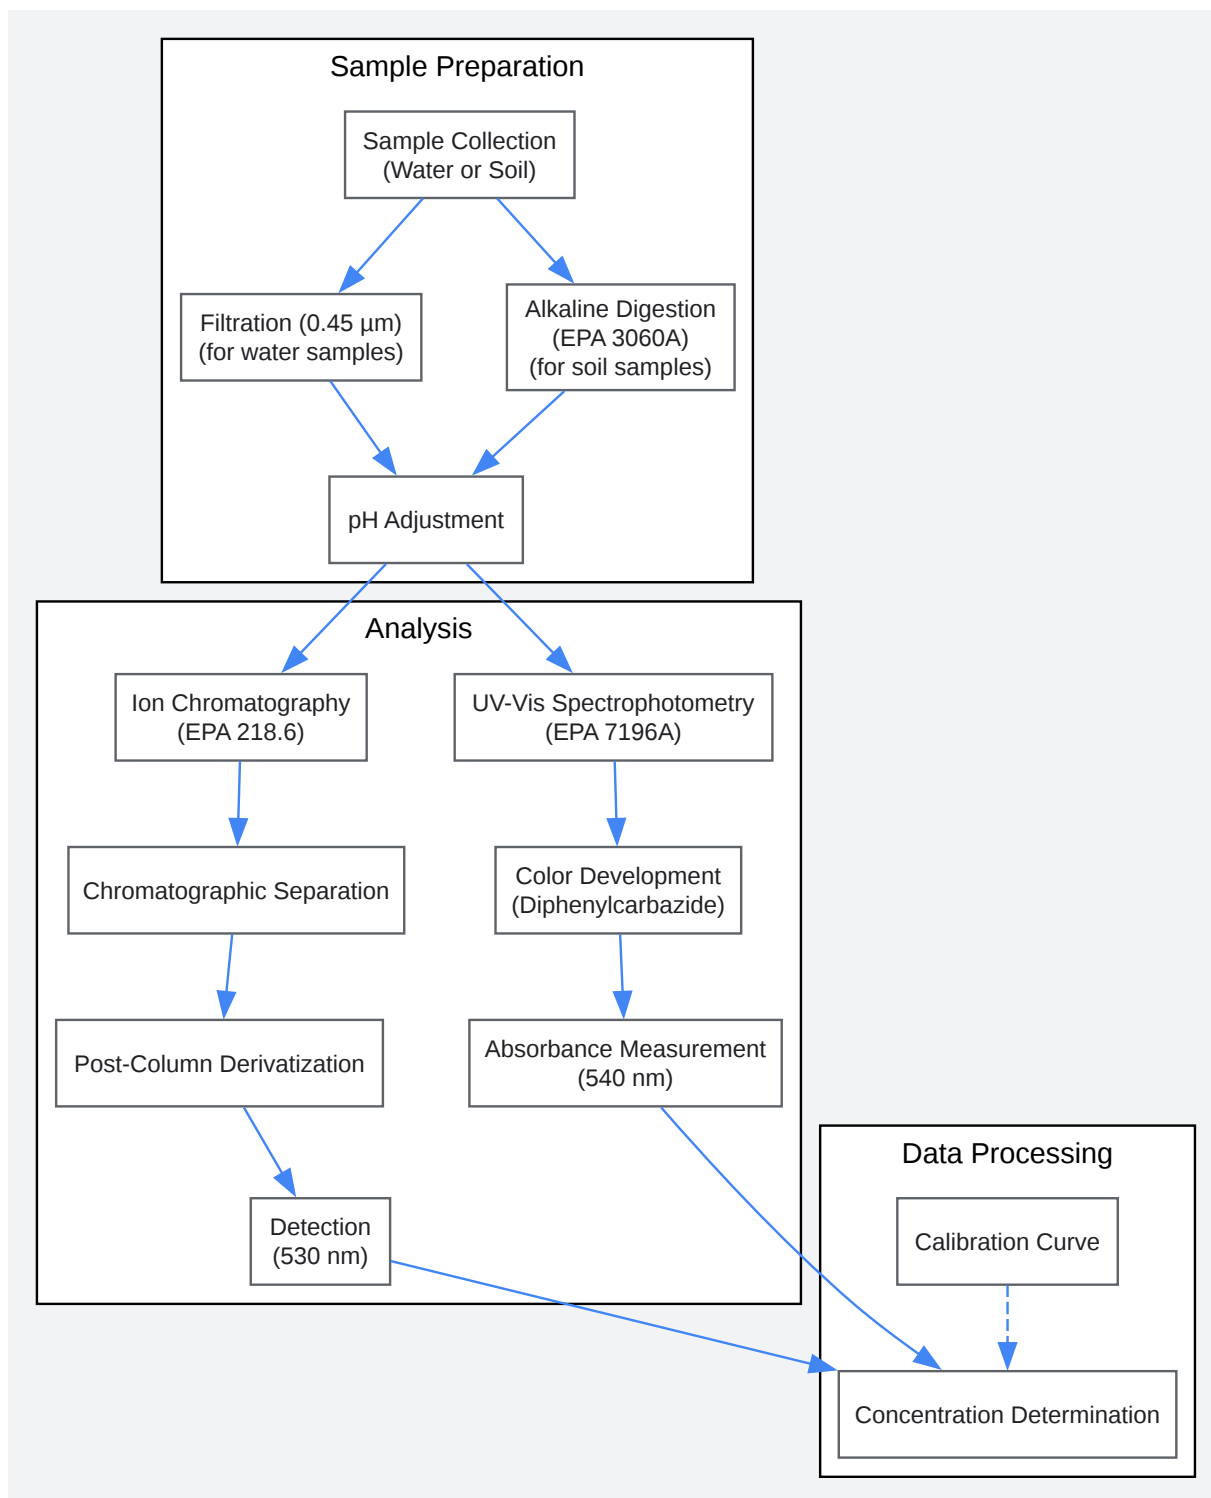 Sample Preparation
Sample Collection
(Water or Soil)
Filtration (0.45 µm)
(for water samples)
Alkaline Digestion
(EPA 3060A)
(for soil samples)
pH Adjustment
Analysis
Ion Chromatography
(EPA 218.6)
UV-Vis Spectrophotometry
(EPA 7196A)
Chromatographic Separation
Color Development
(Diphenylcarbazide)
Post-Column Derivatization
Absorbance Measurement
(540 nm)
Detection
(530 nm)
Data Processing
Calibration Curve
Concentration Determination